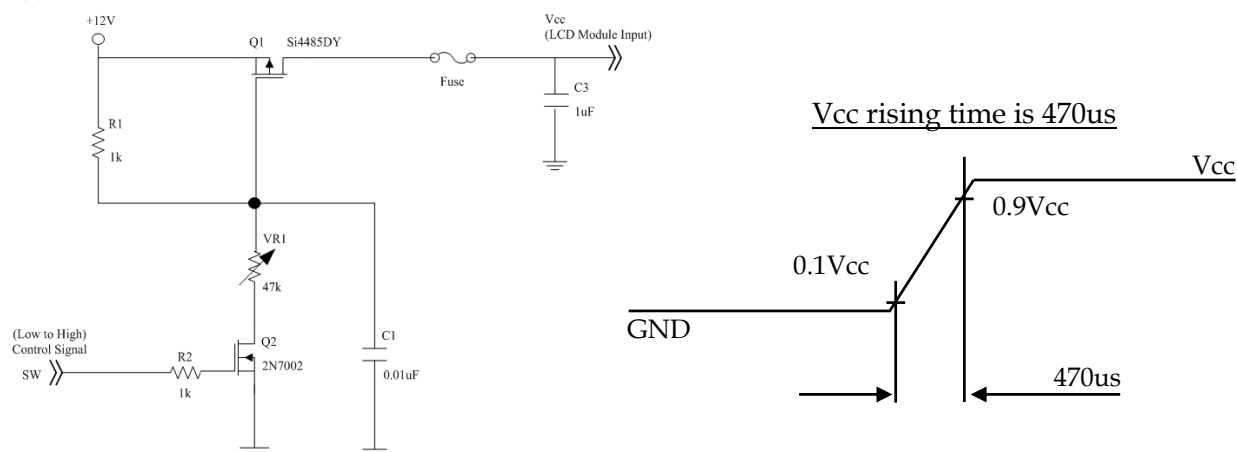 +12V
Q1
Si4485DY
Vcc
(LCD Module Input)
Fuse
C3
1uF
R1
1k
VR1
47k
(Low to High)
Control Signal
SW
R2
1k
Q2
2N7002
C1
0.01uF
Vcc rising time is 470us
Vcc
0.9Vcc
0.1Vcc
GND
470us